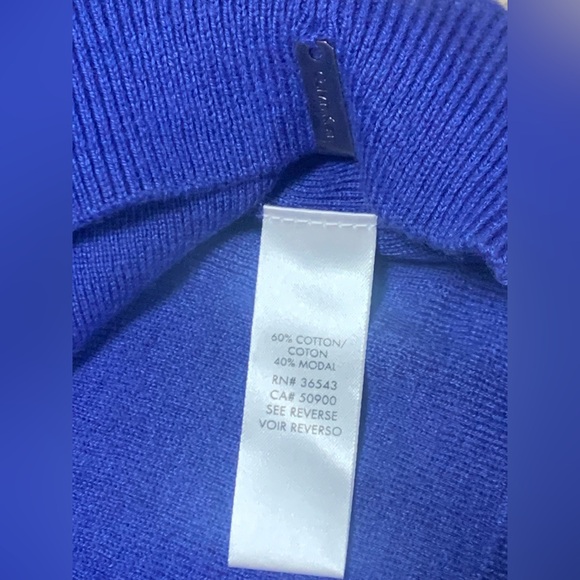 60% COTTON/
COTON
40% MODAL
RN# 36543
CA# 50900
SEE REVERSE
VOIR REVERSO